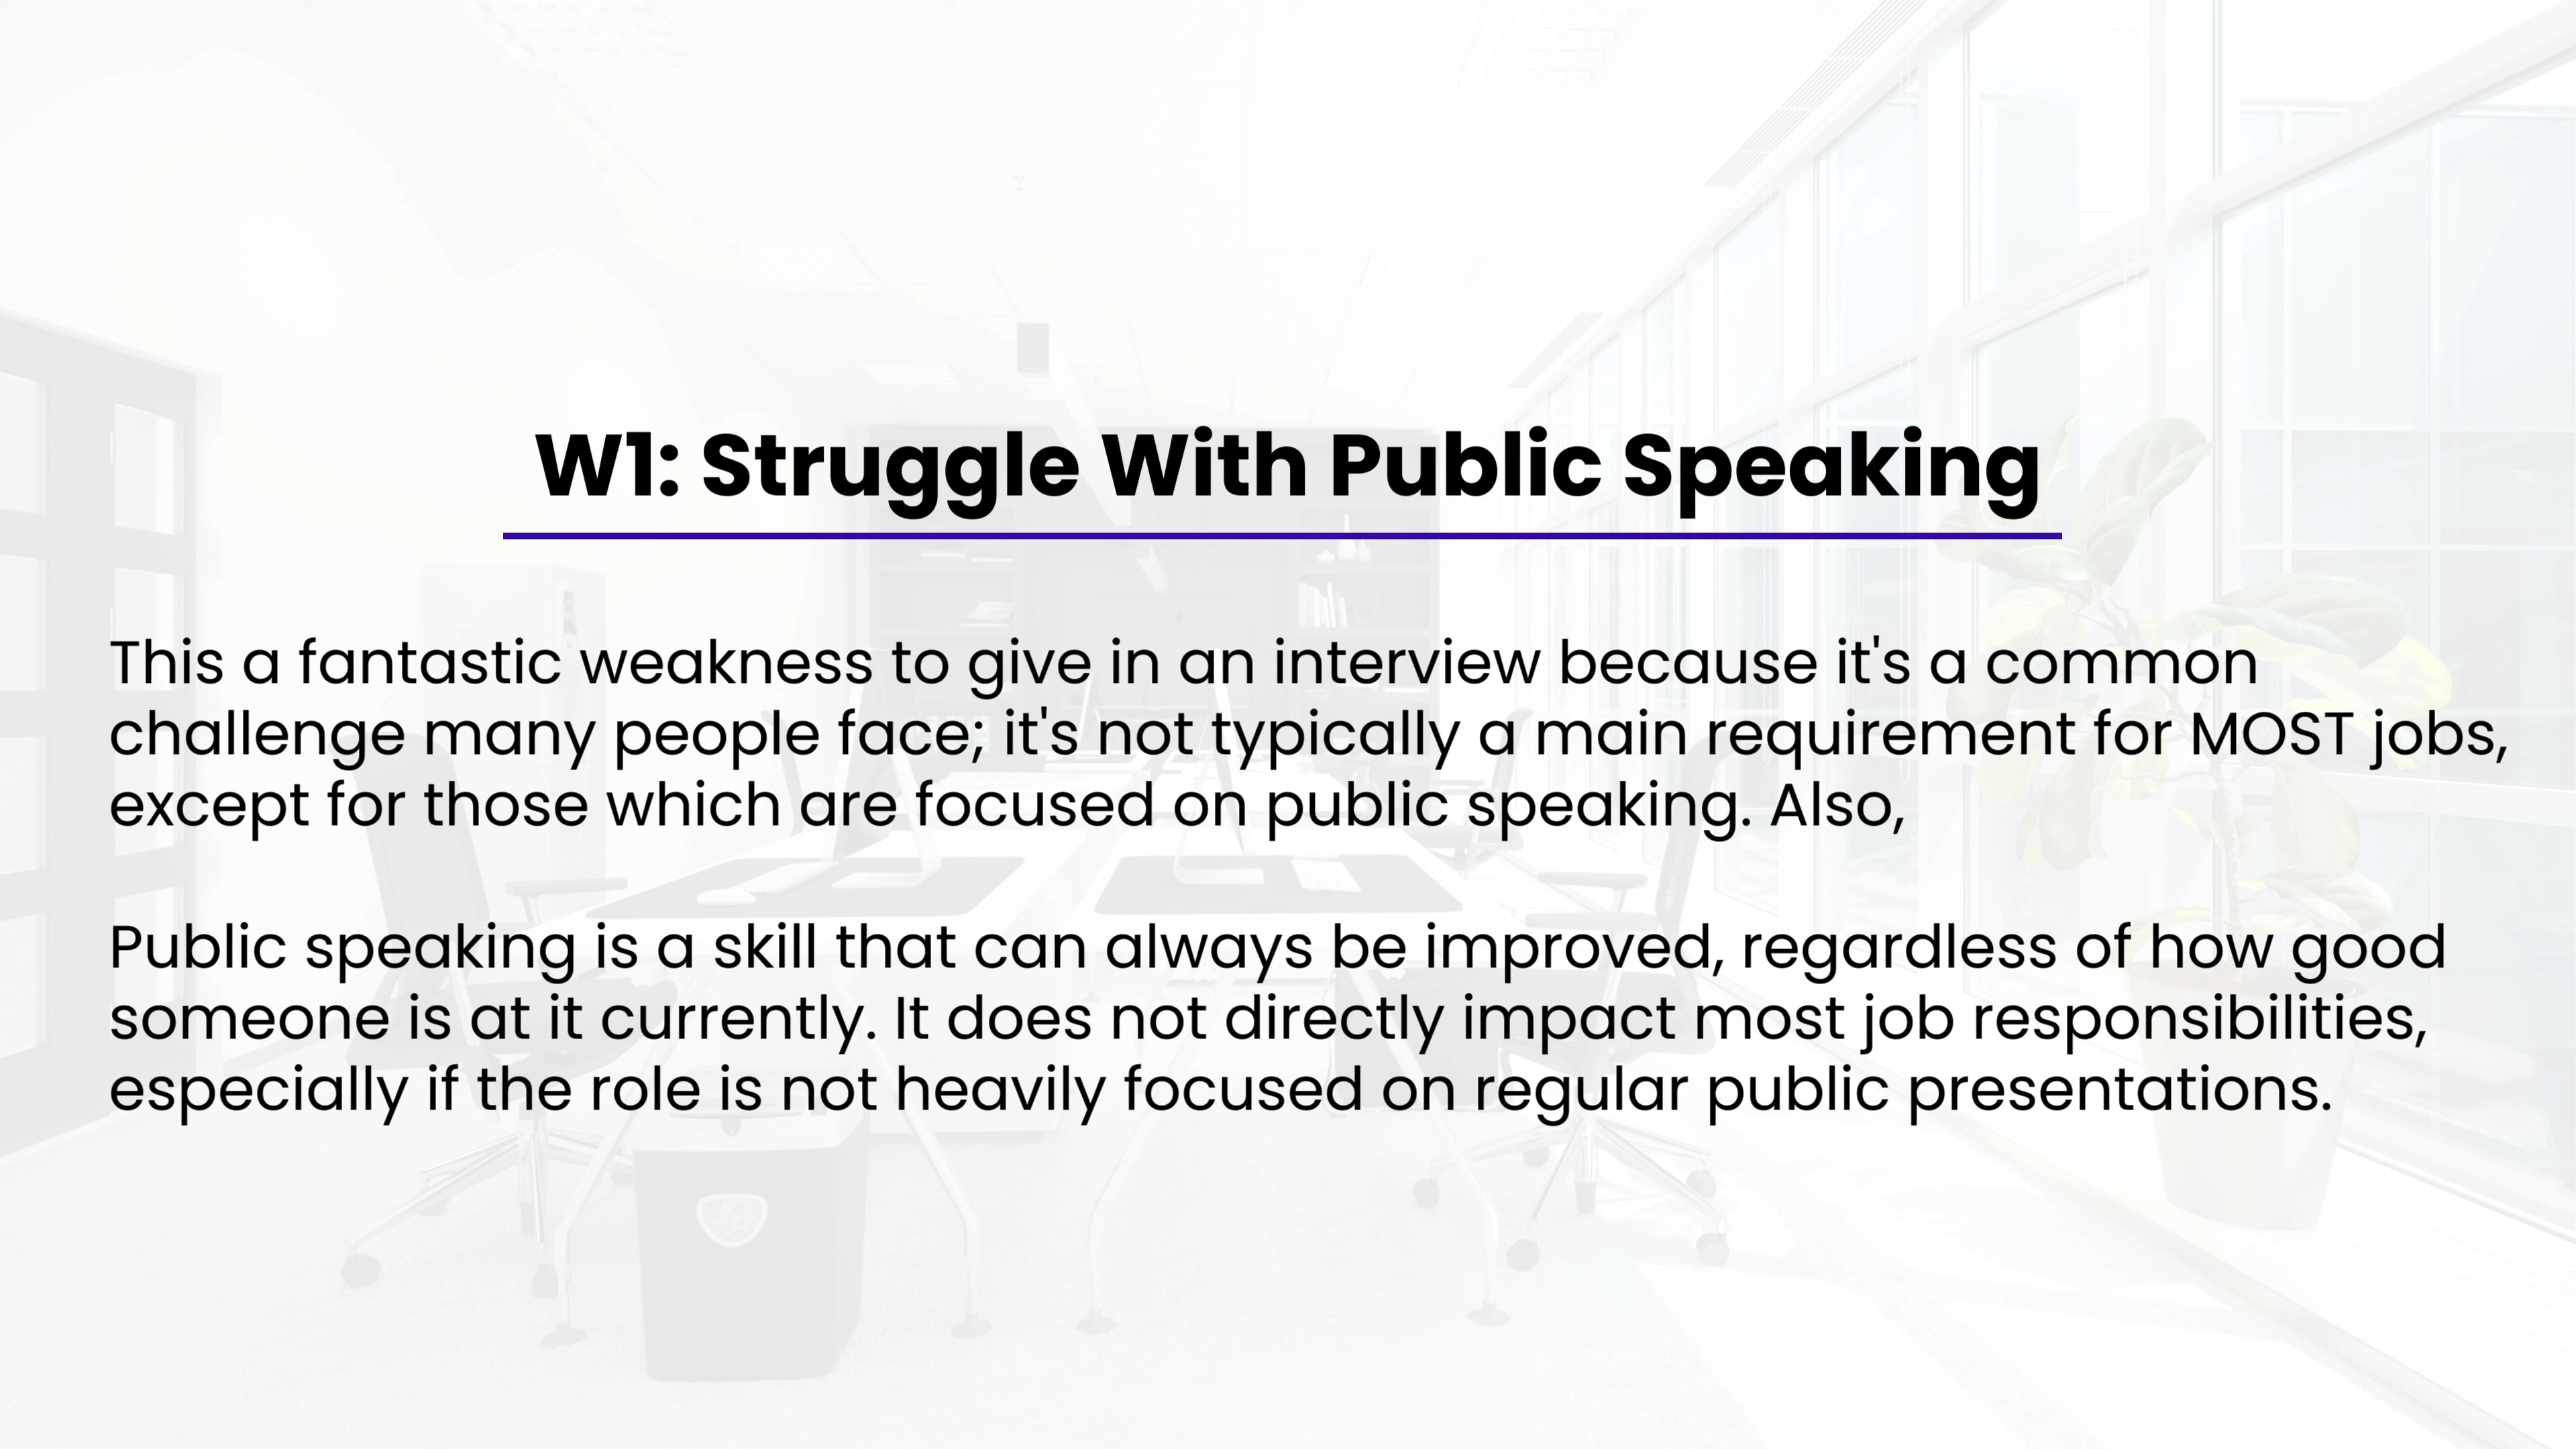 W1: Struggle With Public Speaking
This a fantastic weakness to give in an interview because it's a common
challenge many people face; it's not typically a main requirement for MOST jobs,
except for those which are focused on public speaking. Also,
Public speaking is a skill that can always be improved, regardless of how good
someone is at it currently. It does not directly impact most job responsibilities,
especially if the role is not heavily focused on regular public presentations.